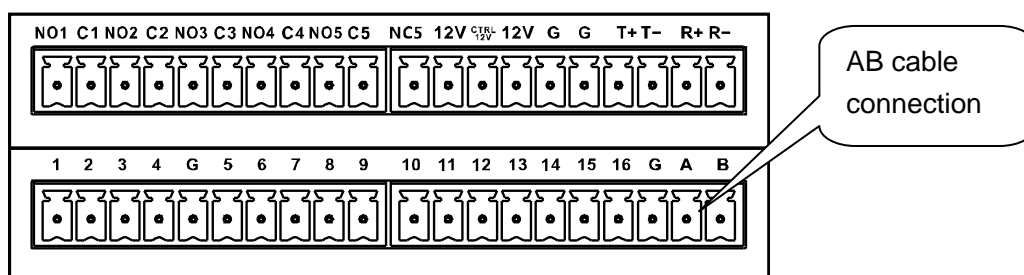 NO1 C1 NO2 C2 NO3 C3 NO4 C4 NO5 C5 NC5 12V CTRL 12V 12V G G T+ T- R+ R-
AB cable
connection
1 2 3 4 G 5 6 7 8 9 10 11 12 13 14 15 16 G A B